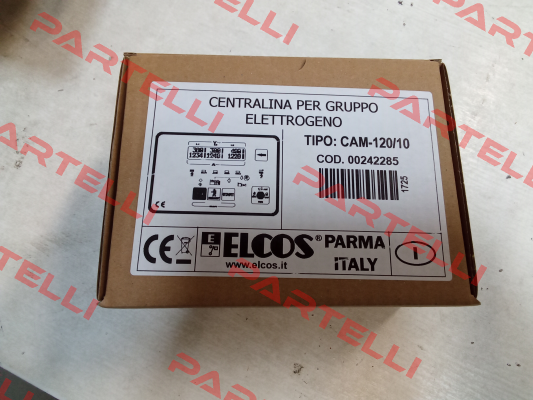 CENTRALINA PER GRUPPO
ELETTROGENO
TIPO: CAM-120/10
COD. 00242285
1725
CE
E ELCOS® PARMA
www.elcos.it ITALY
I
PARTELLI
PARTELLI
PARTELLI
PARTELLI
PARTELLI